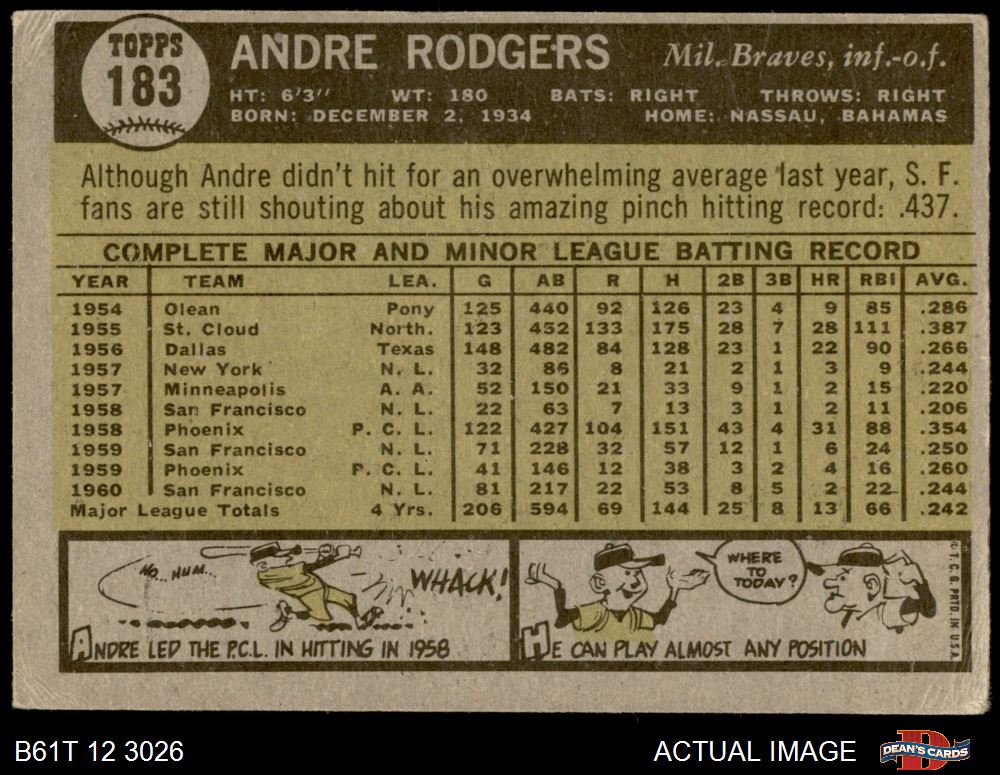 TOPPS
183
ANDRE RODGERS
Mil. Braves, inf.-o.f.
HT: 6'3" WT: 180 BATS: RIGHT THROWS: RIGHT
BORN: DECEMBER 2, 1934 HOME: NASSAU, BAHAMAS
Although Andre didn't hit for an overwhelming average last year, S. F.
fans are still shouting about his amazing pinch hitting record: .437.
COMPLETE MAJOR AND MINOR LEAGUE BATTING RECORD
YEAR TEAM LEA. G AB R H 2B 3B HR RBI AVG.
1954 Olean Pony 125 440 92 126 23 4 9 85 .286
1955 St. Cloud North. 123 452 133 175 28 7 28 111 .387
1956 Dallas Texas 148 482 84 128 23 1 22 90 .266
1957 New York N. L. 32 86 8 21 2 1 3 9 .244
1957 Minneapolis A. A. 52 150 21 33 9 1 2 15 .220
1958 San Francisco N. L. 22 63 7 13 3 1 2 11 .206
1958 Phoenix P. C. L. 122 427 104 151 43 4 31 88 .354
1959 San Francisco N. L. 71 228 32 57 12 1 6 24 .250
1959 Phoenix P. C. L. 41 146 12 38 3 2 4 16 .260
1960 San Francisco N. L. 81 217 22 53 8 5 2 22 .244
Major League Totals 4 Yrs. 206 594 69 144 25 8 13 66 .242
HO.. HUM...
WHACK!
ANDRE LED THE P.C.L. IN HITTING IN 1958
WHERE
TO
TODAY?
HE CAN PLAY ALMOST ANY POSITION
© T. C. G. PRTD. IN U.S.A.
B61T 12 3026
ACTUAL IMAGE
D
DEAN'S CARDS